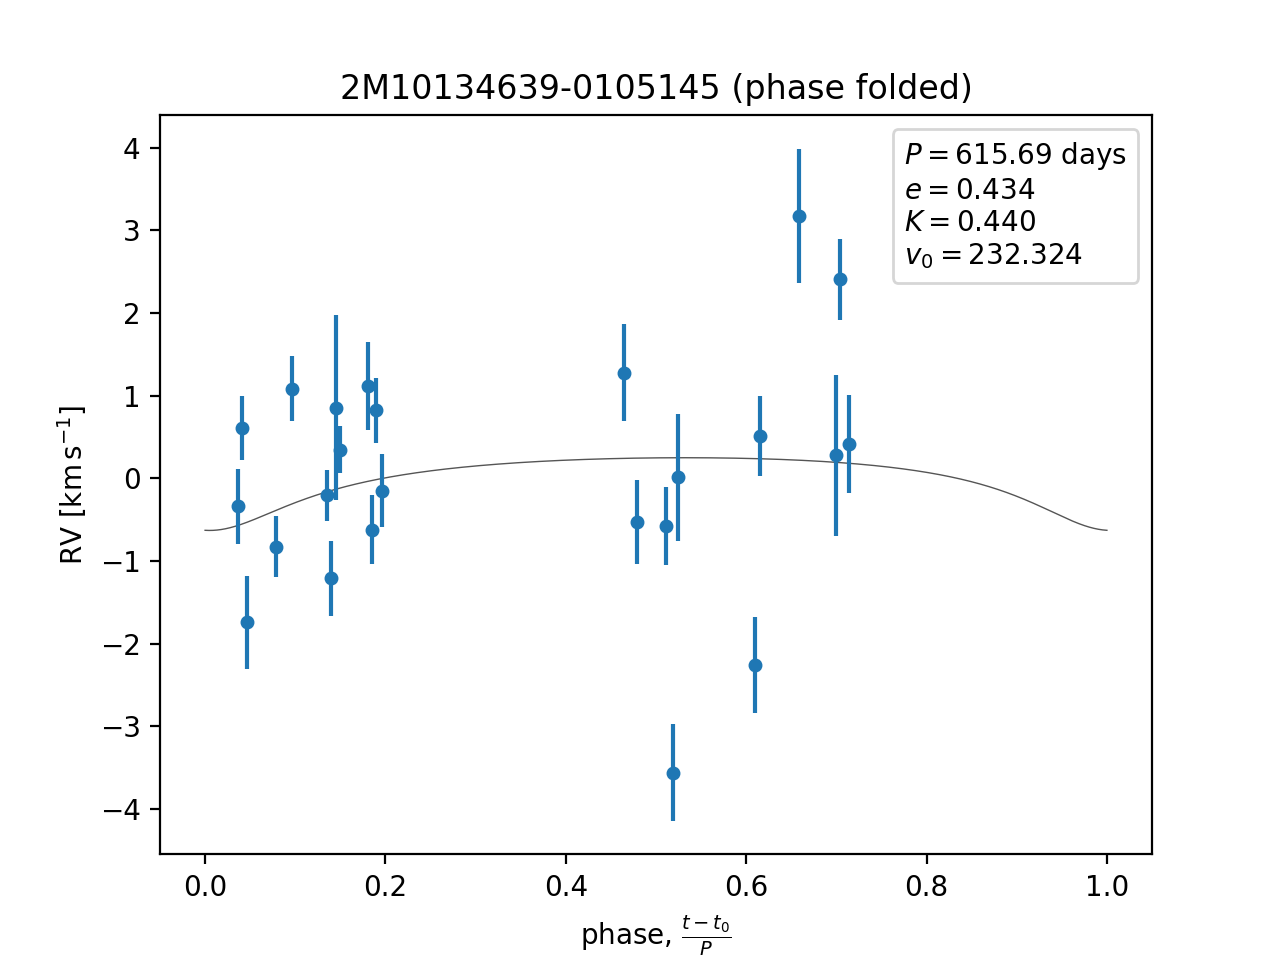 2M10134639-0105145 (phase folded)
P = 615.69 days
e = 0.434
K = 0.440
v₀ = 232.324
RV [km s⁻¹]
4
3
2
1
0
−1
−2
−3
−4
0.0 0.2 0.4 0.6 0.8 1.0
phase, (t − t₀)/P